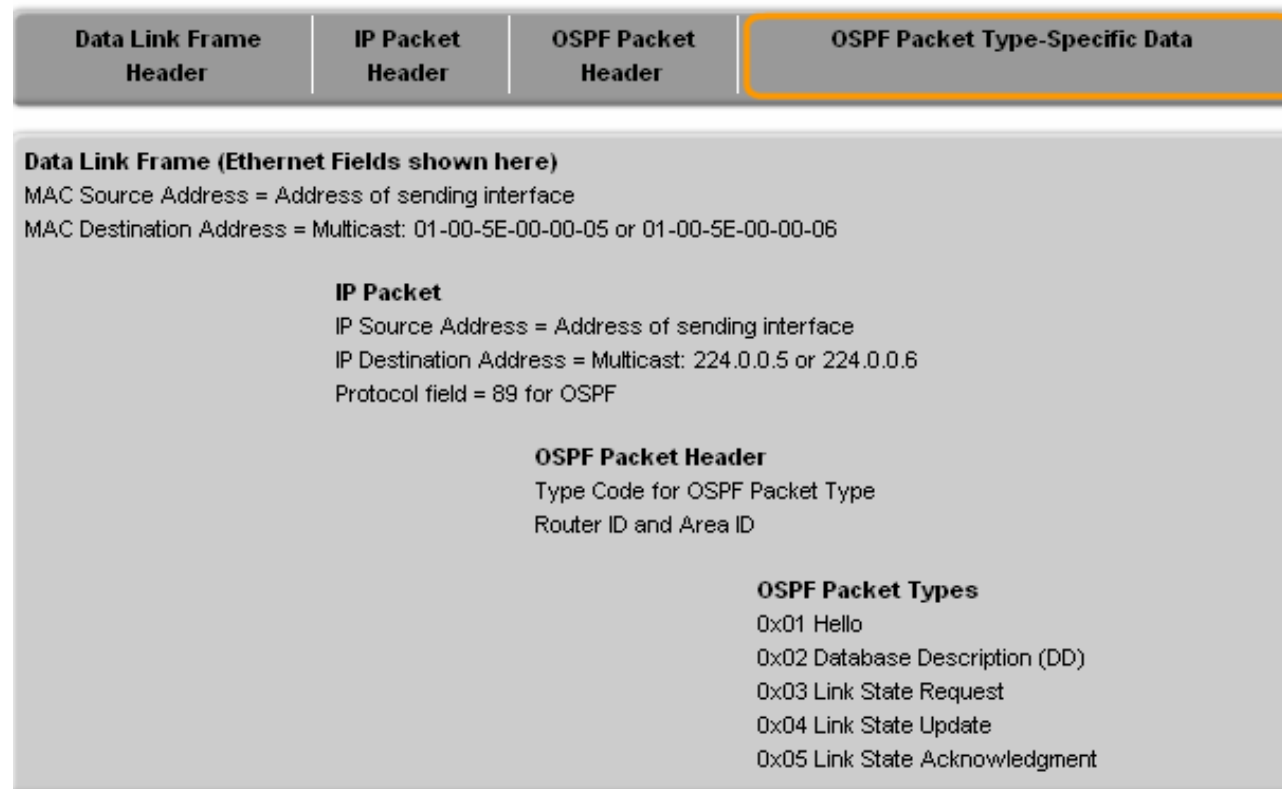 Data Link Frame Header
IP Packet Header
OSPF Packet Header
OSPF Packet Type-Specific Data
Data Link Frame (Ethernet Fields shown here)
MAC Source Address = Address of sending interface
MAC Destination Address = Multicast: 01-00-5E-00-00-05 or 01-00-5E-00-00-06
IP Packet
IP Source Address = Address of sending interface
IP Destination Address = Multicast: 224.0.0.5 or 224.0.0.6
Protocol field = 89 for OSPF
OSPF Packet Header
Type Code for OSPF Packet Type
Router ID and Area ID
OSPF Packet Types
0x01 Hello
0x02 Database Description (DD)
0x03 Link State Request
0x04 Link State Update
0x05 Link State Acknowledgment